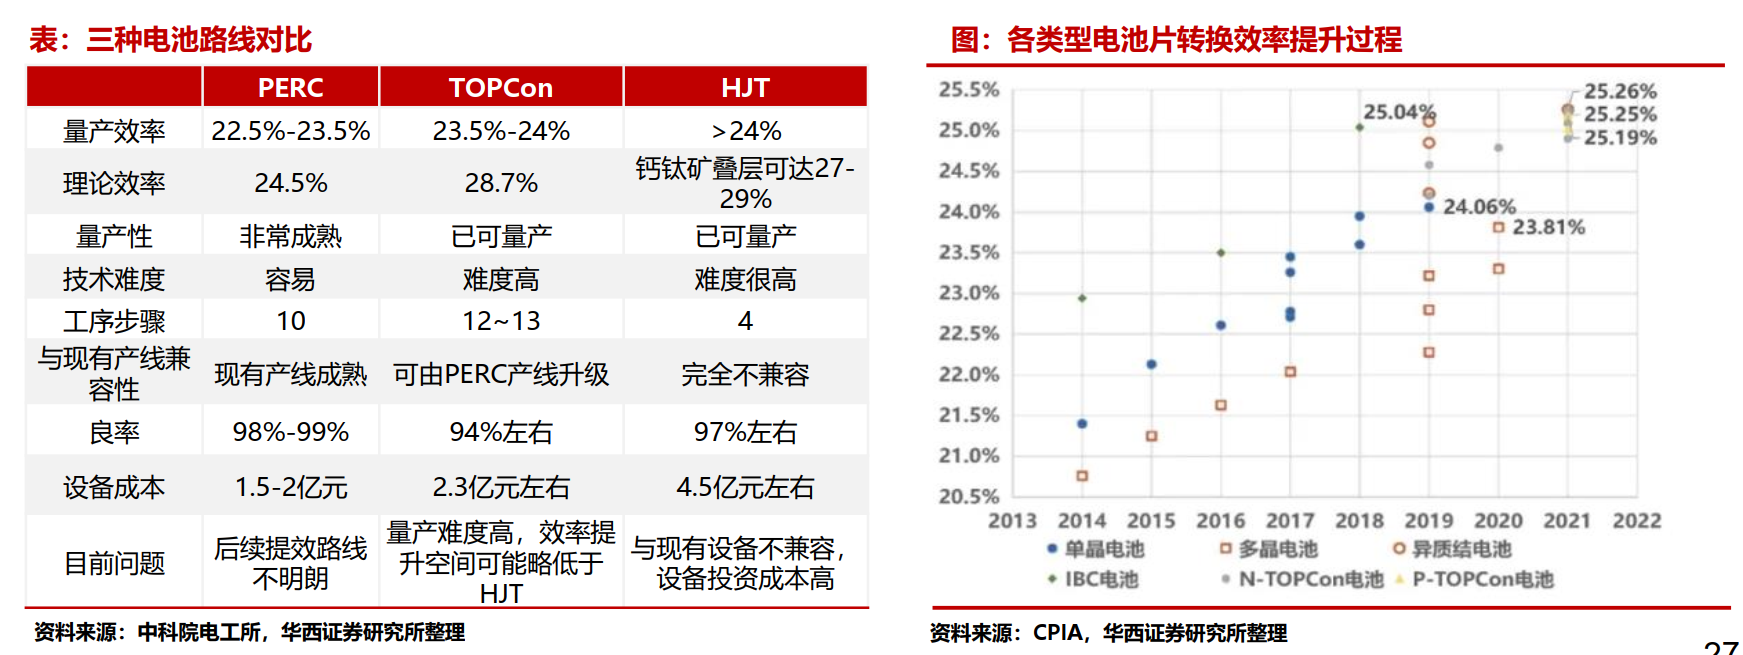 表：三种电池路线对比
PERC TOPCon HJT
量产效率 22.5%-23.5% 23.5%-24% >24%
理论效率 24.5% 28.7% 钙钛矿叠层可达27-
29%
量产性 非常成熟 已可量产 已可量产
技术难度 容易 难度高 难度很高
工序步骤 10 12~13 4
与现有产线兼
容性 现有产线成熟 可由PERC产线升级 完全不兼容
良率 98%-99% 94%左右 97%左右
设备成本 1.5-2亿元 2.3亿元左右 4.5亿元左右
目前问题
后续提效路线
不明朗
量产难度高，效率提
升空间可能略低于
HJT
与现有设备不兼容，
设备投资成本高
资料来源：中科院电工所，华西证券研究所整理
图：各类型电池片转换效率提升过程
25.5%
25.0%
24.5%
24.0%
23.5%
23.0%
22.5%
22.0%
21.5%
21.0%
20.5%
25.04%
25.26%
25.25%
25.19%
24.06%
23.81%
2013 2014 2015 2016 2017 2018 2019 2020 2021 2022
单晶电池 多晶电池 异质结电池
IBC电池 N-TOPCon电池 P-TOPCon电池
资料来源：CPIA，华西证券研究所整理
27